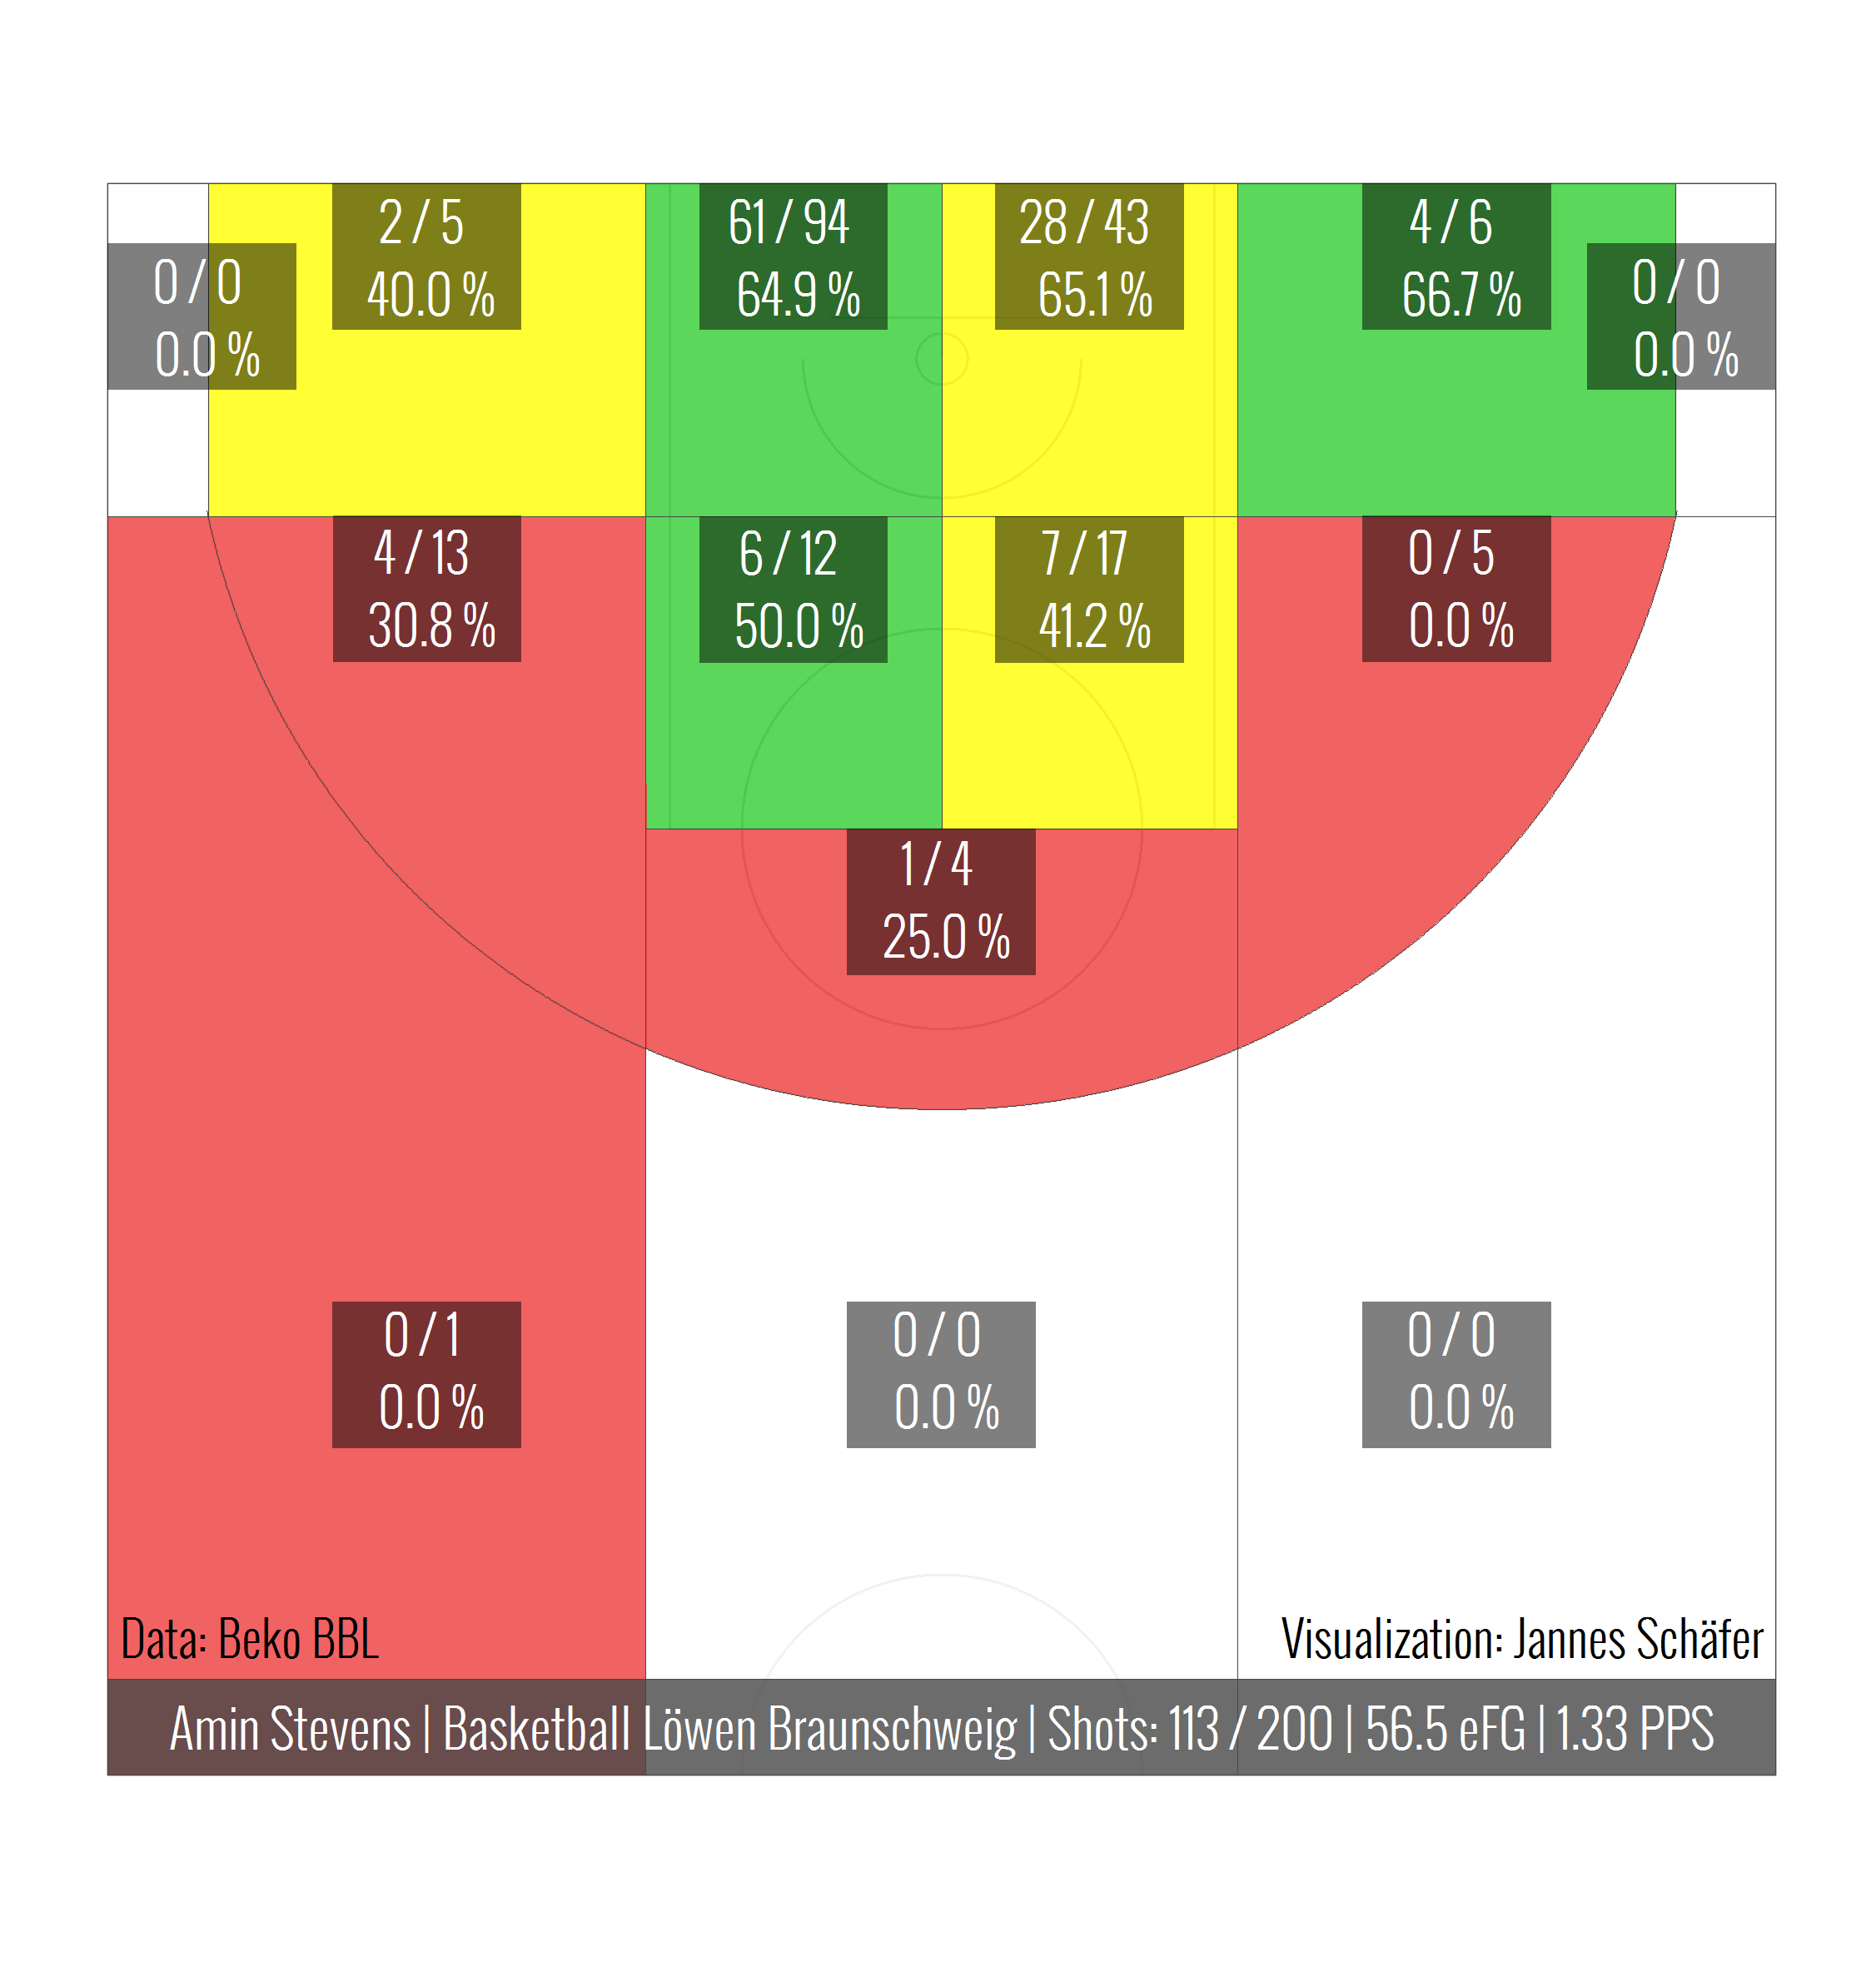 2 / 5
40.0 %
61 / 94
64.9 %
28 / 43
65.1 %
4 / 6
66.7 %
0 / 0
0.0 %
0 / 0
0.0 %
4 / 13
30.8 %
6 / 12
50.0 %
7 / 17
41.2 %
0 / 5
0.0 %
1 / 4
25.0 %
0 / 1
0.0 %
0 / 0
0.0 %
0 / 0
0.0 %
Data: Beko BBL
Visualization: Jannes Schäfer
Amin Stevens | Basketball Löwen Braunschweig | Shots: 113 / 200 | 56.5 eFG | 1.33 PPS